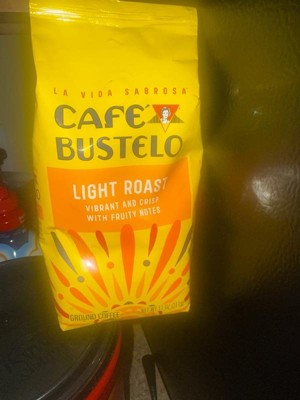 LA VIDA SABROSA
CAFÉ
BUSTELO
LIGHT ROAST
VIBRANT AND CRISP
WITH FRUITY NOTES
GROUND COFFEE